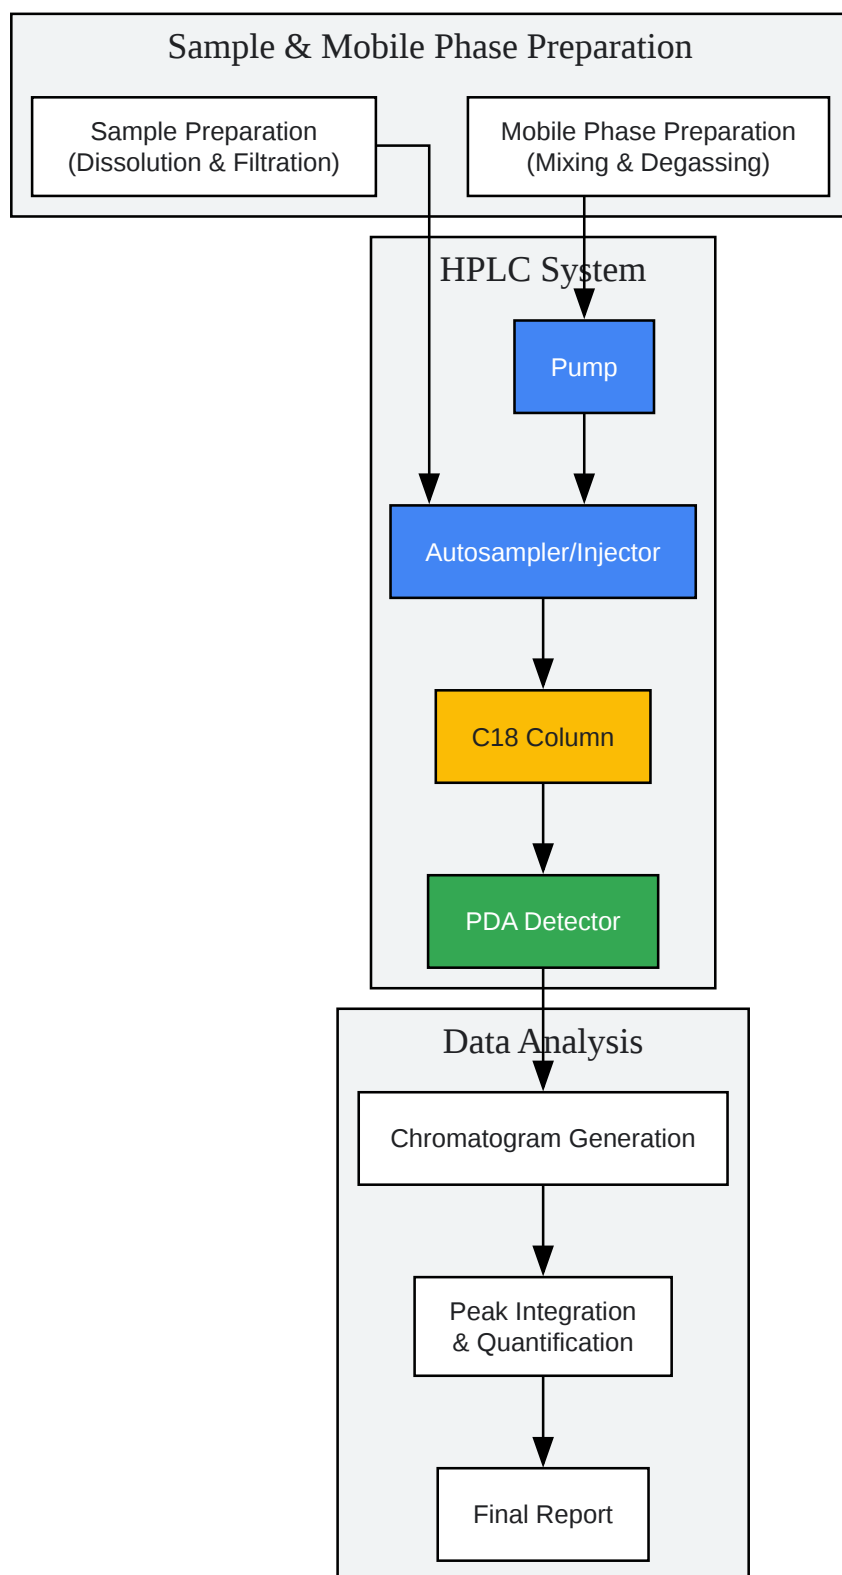 Sample & Mobile Phase Preparation
Sample Preparation
(Dissolution & Filtration)
Mobile Phase Preparation
(Mixing & Degassing)
HPLC System
Pump
Autosampler/Injector
C18 Column
PDA Detector
Data Analysis
Chromatogram Generation
Peak Integration
& Quantification
Final Report